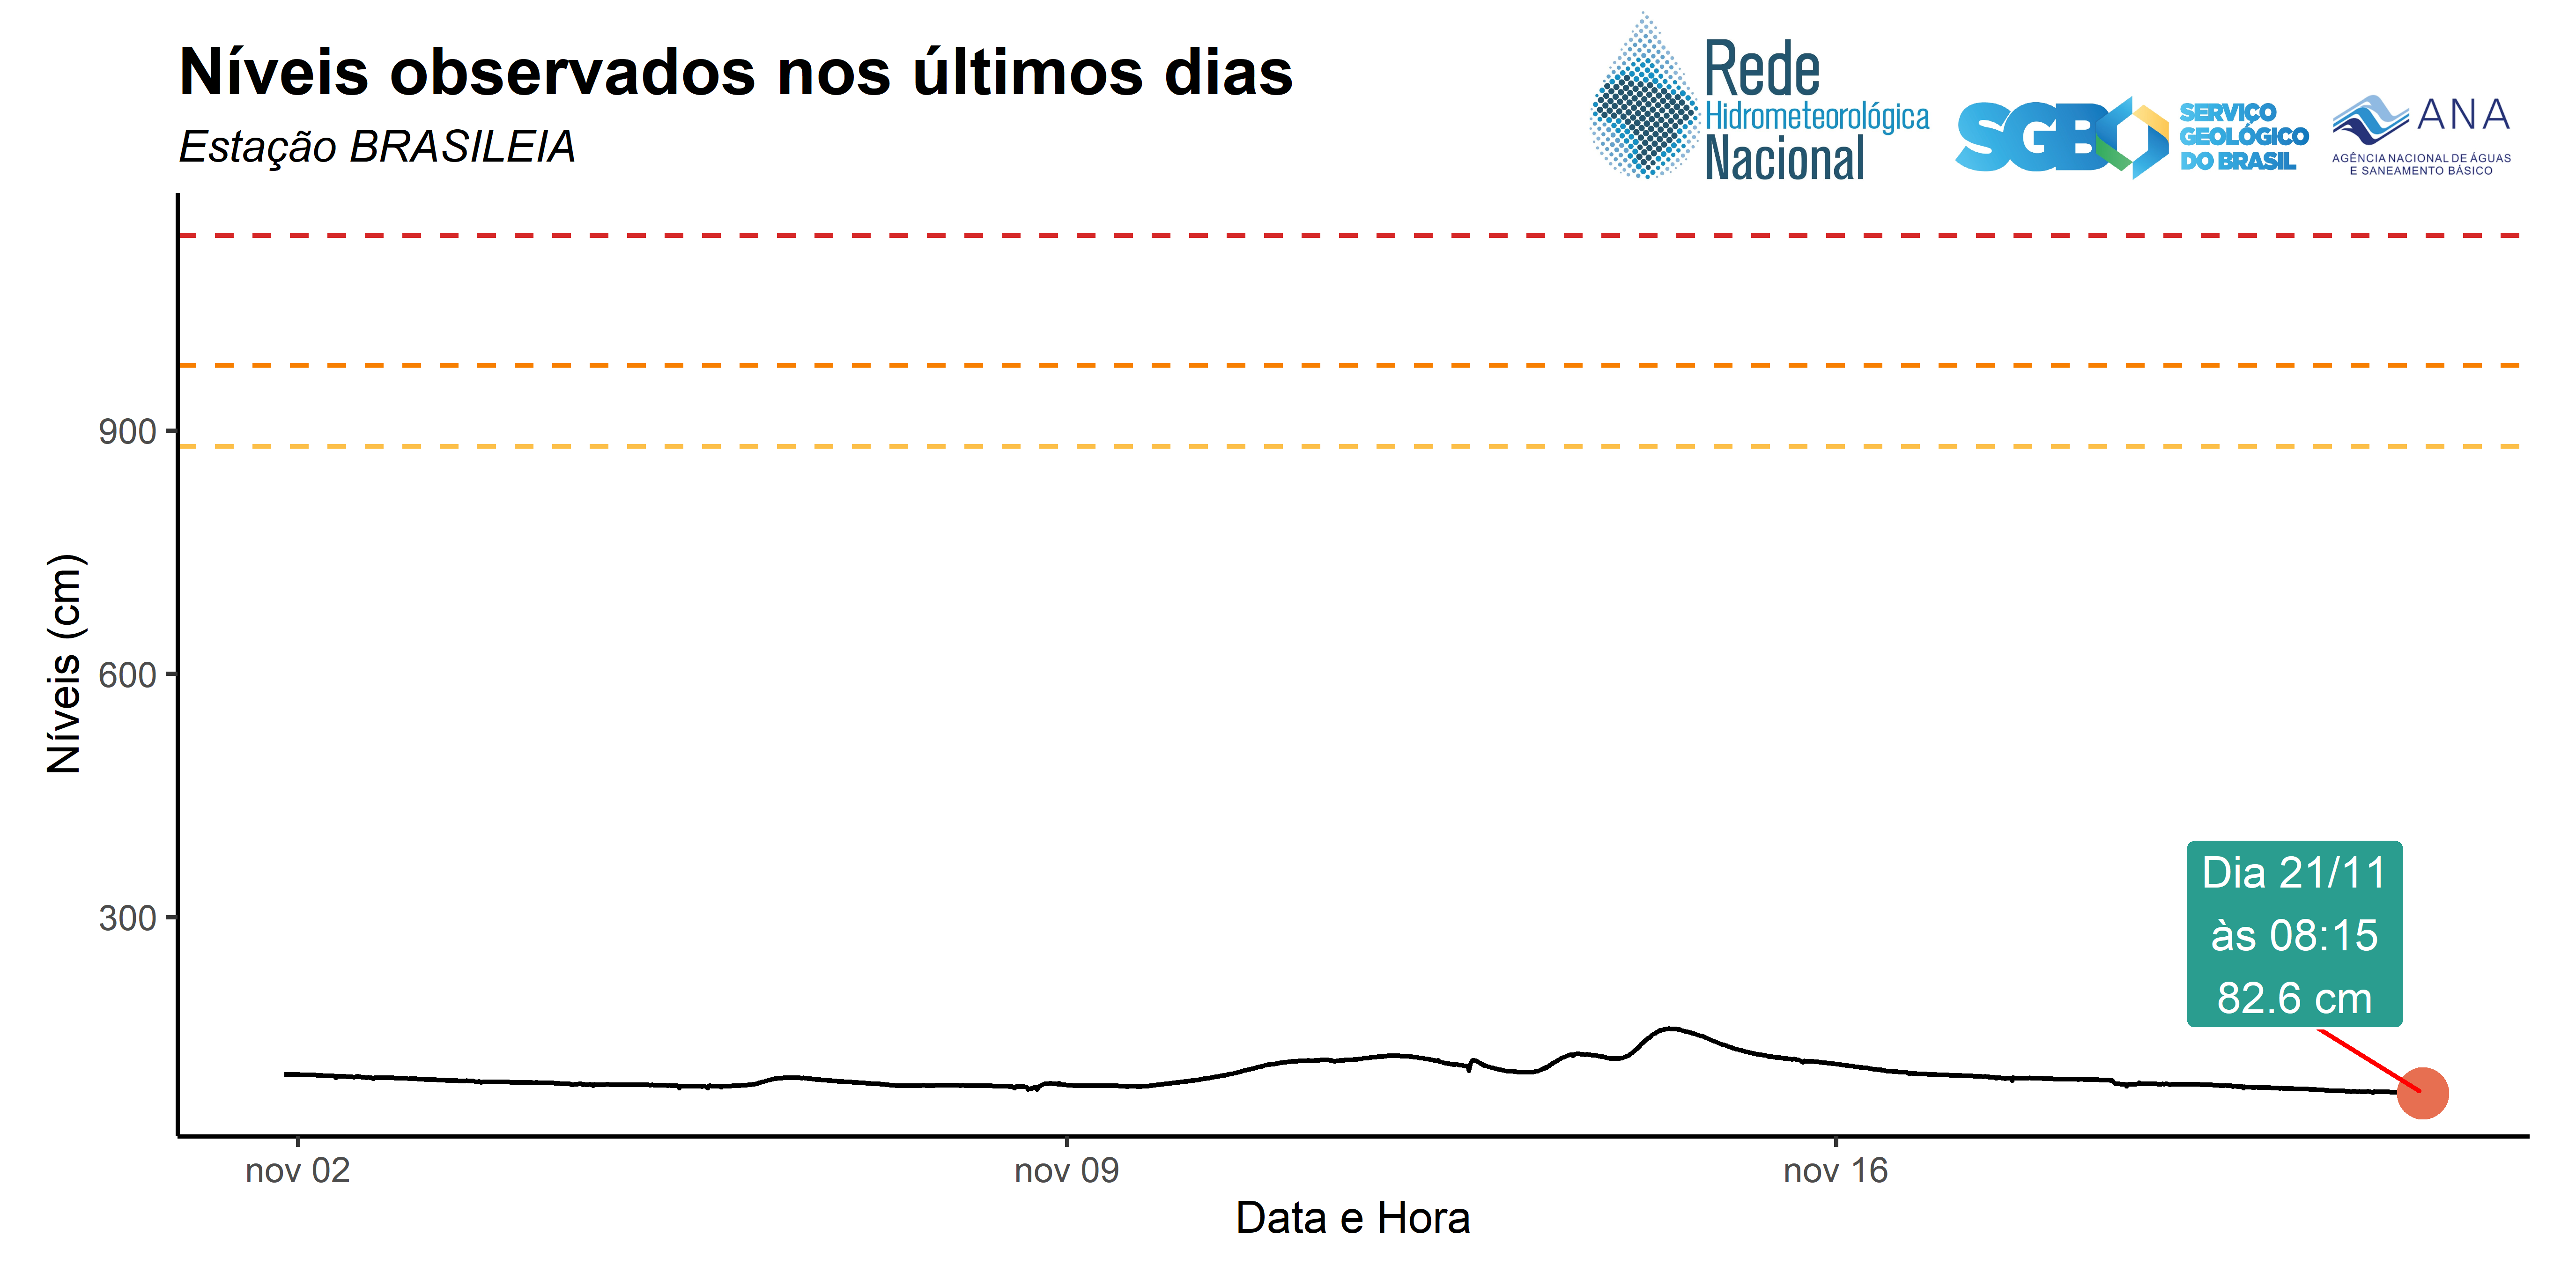 Níveis observados nos últimos dias
Estação BRASILEIA
Rede
Hidrometeorológica
Nacional
SGB
SERVIÇO
GEOLÓGICO
DO BRASIL
ANA
AGÊNCIA NACIONAL DE ÁGUAS
E SANEAMENTO BÁSICO
Níveis (cm)
900
600
300
Dia 21/11
às 08:15
82.6 cm
nov 02
nov 09
nov 16
Data e Hora